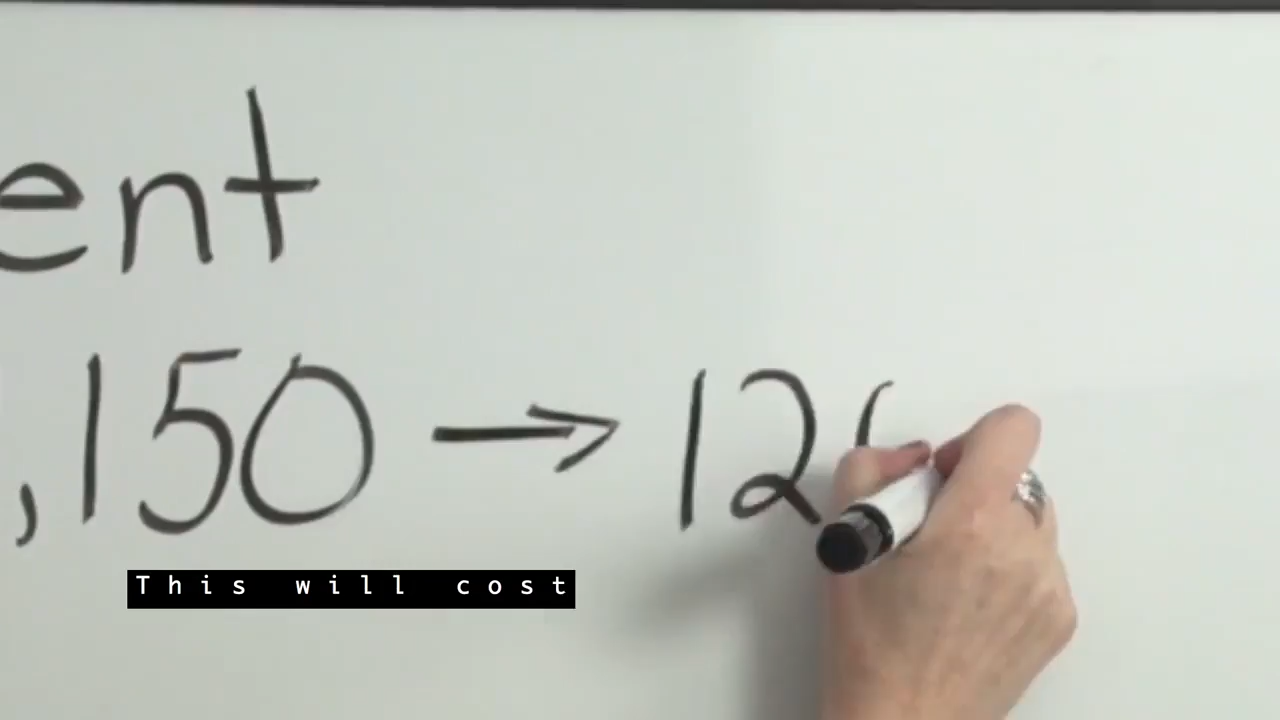 ent
,150 → 12
This will cost